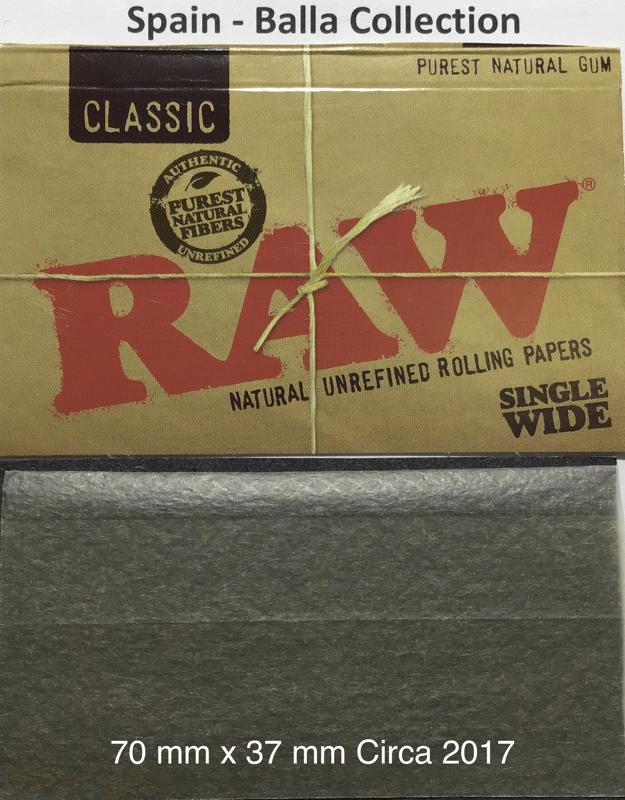 Spain - Balla Collection
PUREST NATURAL GUM
CLASSIC
AUTHENTIC
PUREST
NATURAL
FIBERS
UNREFINED
RAW®
NATURAL UNREFINED ROLLING PAPERS
SINGLE
WIDE
70 mm x 37 mm Circa 2017